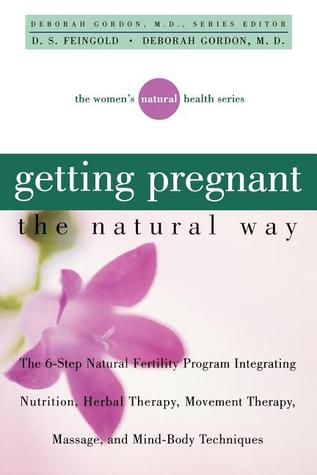 DEBORAH GORDON, M.D., SERIES EDITOR
D. S. FEINGOLD • DEBORAH GORDON, M. D.
the women's natural health series
getting pregnant
the natural way
The 6-Step Natural Fertility Program Integrating
Nutrition, Herbal Therapy, Movement Therapy,
Massage, and Mind-Body Techniques